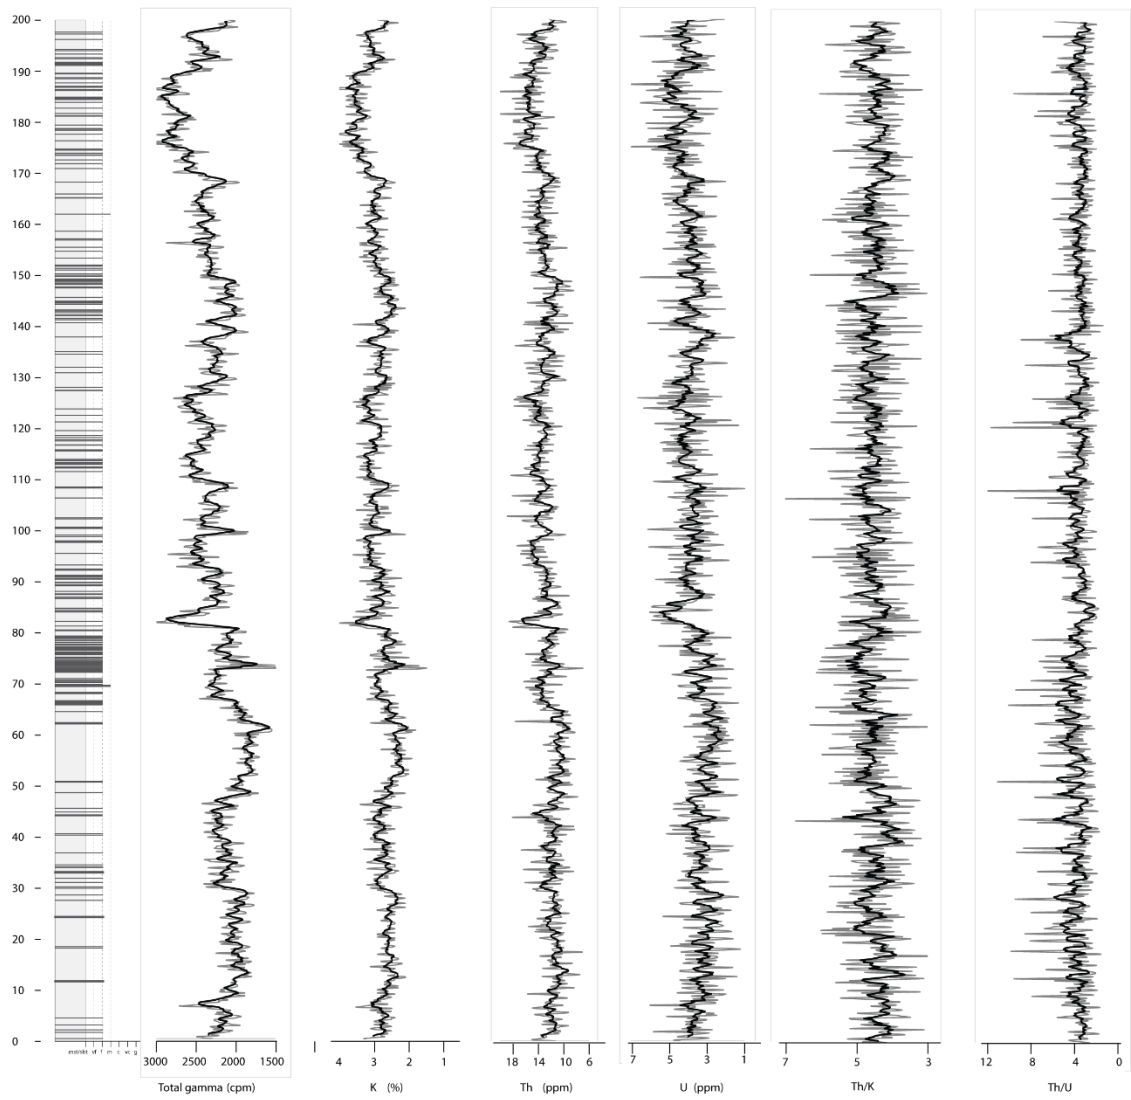 200 –
190 –
180 –
170 –
160 –
150 –
140 –
130 –
120 –
110 –
100 –
90 –
80 –
70 –
60 –
50 –
40 –
30 –
20 –
10 –
0 –
vf f m c vc g
3000 2500 2000 1500
4 3 2 1
18 14 10 6
7 5 3 1
7 5 3
12 8 4 0
Total gamma (cpm) K (%) Th (ppm) U (ppm) Th/K Th/U